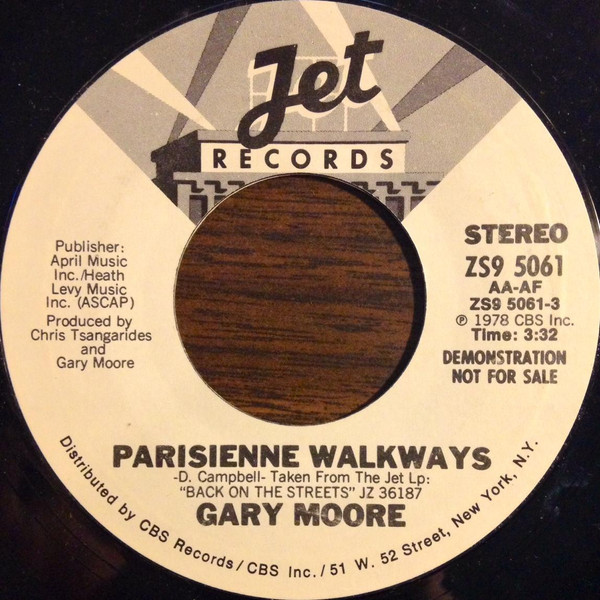 Jet
RECORDS
Publisher:
April Music
Inc./Heath
Levy Music
Inc. (ASCAP)
Produced by
Chris Tsangarides
and
Gary Moore
STEREO
ZS9 5061
AA-AF
ZS9 5061-3
℗ 1978 CBS Inc.
Time: 3:32
DEMONSTRATION
NOT FOR SALE
PARISIENNE WALKWAYS
-D. Campbell- Taken From The Jet Lp:
"BACK ON THE STREETS" JZ 36187
GARY MOORE
Distributed by CBS Records/CBS Inc./51 W. 52 Street, New York, N.Y.